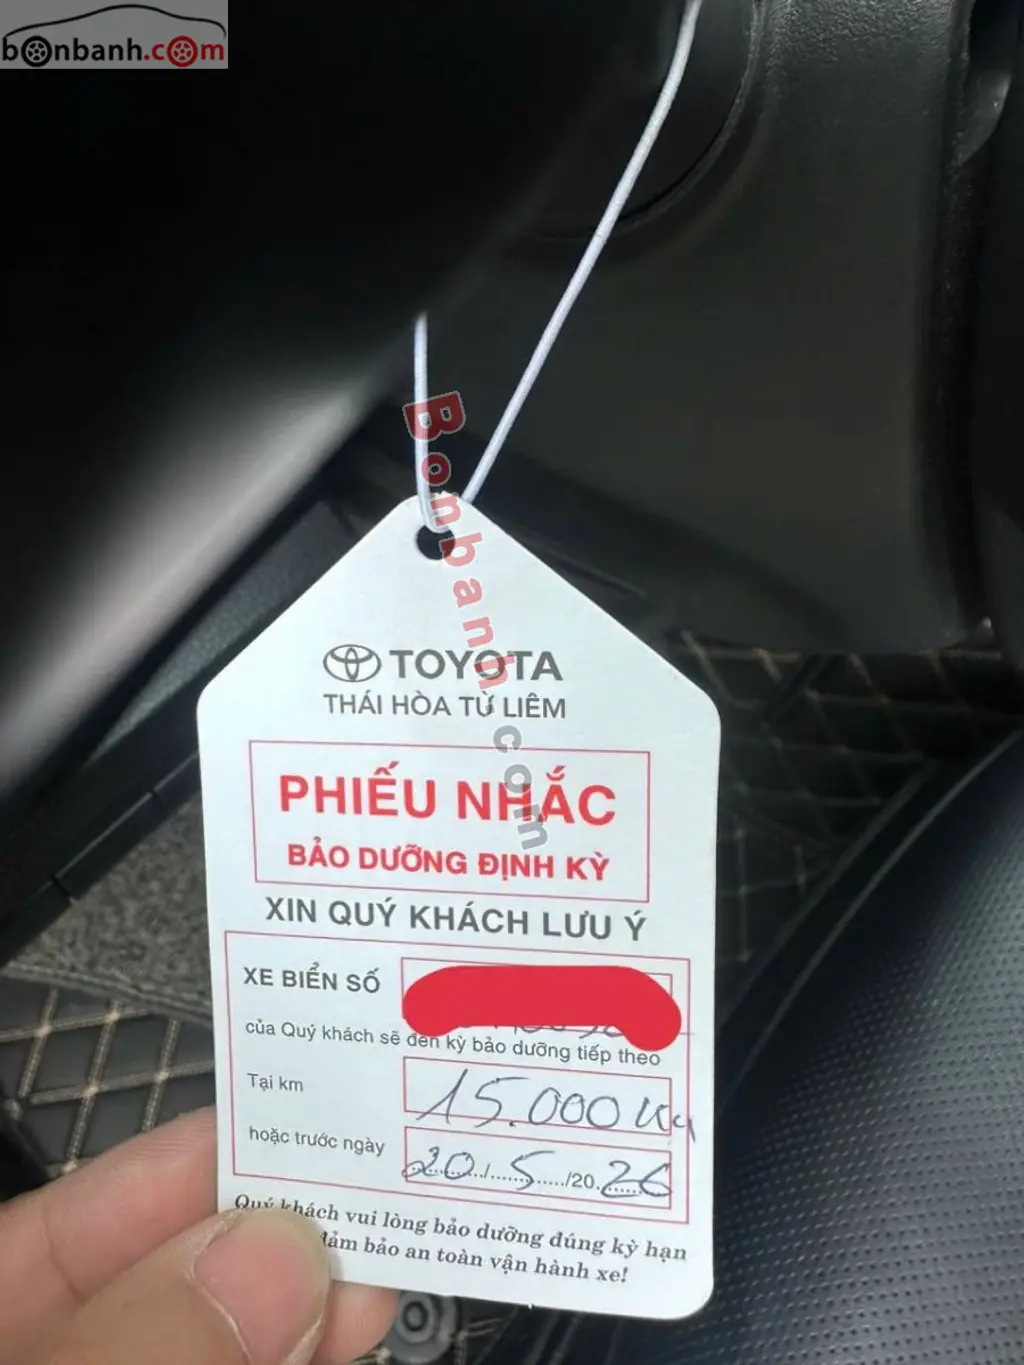 bonbanh.com
Bonbanh.com
TOYOTA
THÁI HÒA TỪ LIÊM
PHIẾU NHẮC
BẢO DƯỠNG ĐỊNH KỲ
XIN QUÝ KHÁCH LƯU Ý
XE BIỂN SỐ
của Quý khách sẽ đến kỳ bảo dưỡng tiếp theo
Tại km 15.000 Km
hoặc trước ngày 20/5/2026
Quý khách vui lòng bảo dưỡng đúng kỳ hạn
đảm bảo an toàn vận hành xe!